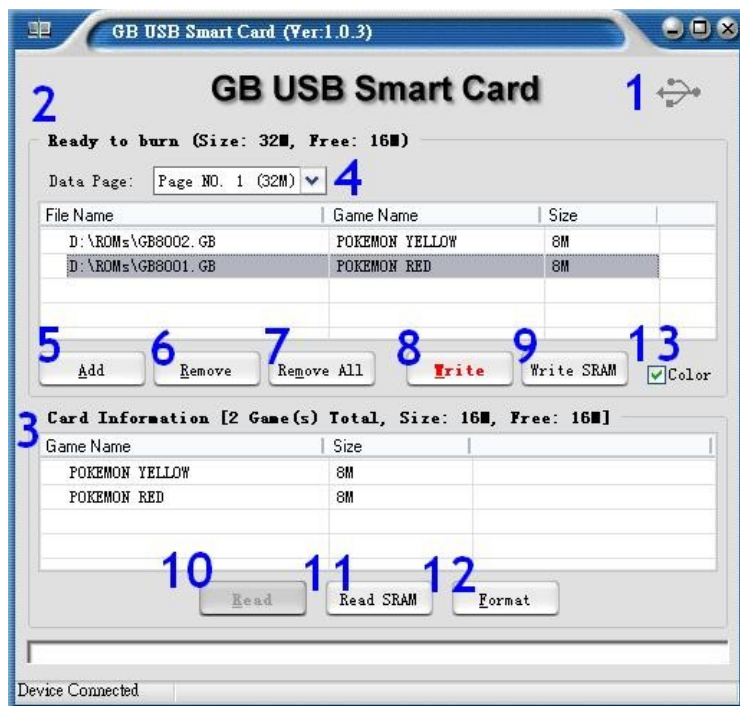 GB USB Smart Card (Ver:1.0.3)
GB USB Smart Card 1
2
Ready to burn (Size: 32M, Free: 16M)
Data Page: Page NO. 1 (32M) 4
File Name Game Name Size
D:\ROMs\GB8002.GB POKEMON YELLOW 8M
D:\ROMs\GB8001.GB POKEMON RED 8M
5 6 7 8 9 13
Add Remove Remove All Write Write SRAM Color
3 Card Information [2 Game(s) Total, Size: 16M, Free: 16M]
Game Name Size
POKEMON YELLOW 8M
POKEMON RED 8M
10 11 12
Read Read SRAM Format
Device Connected